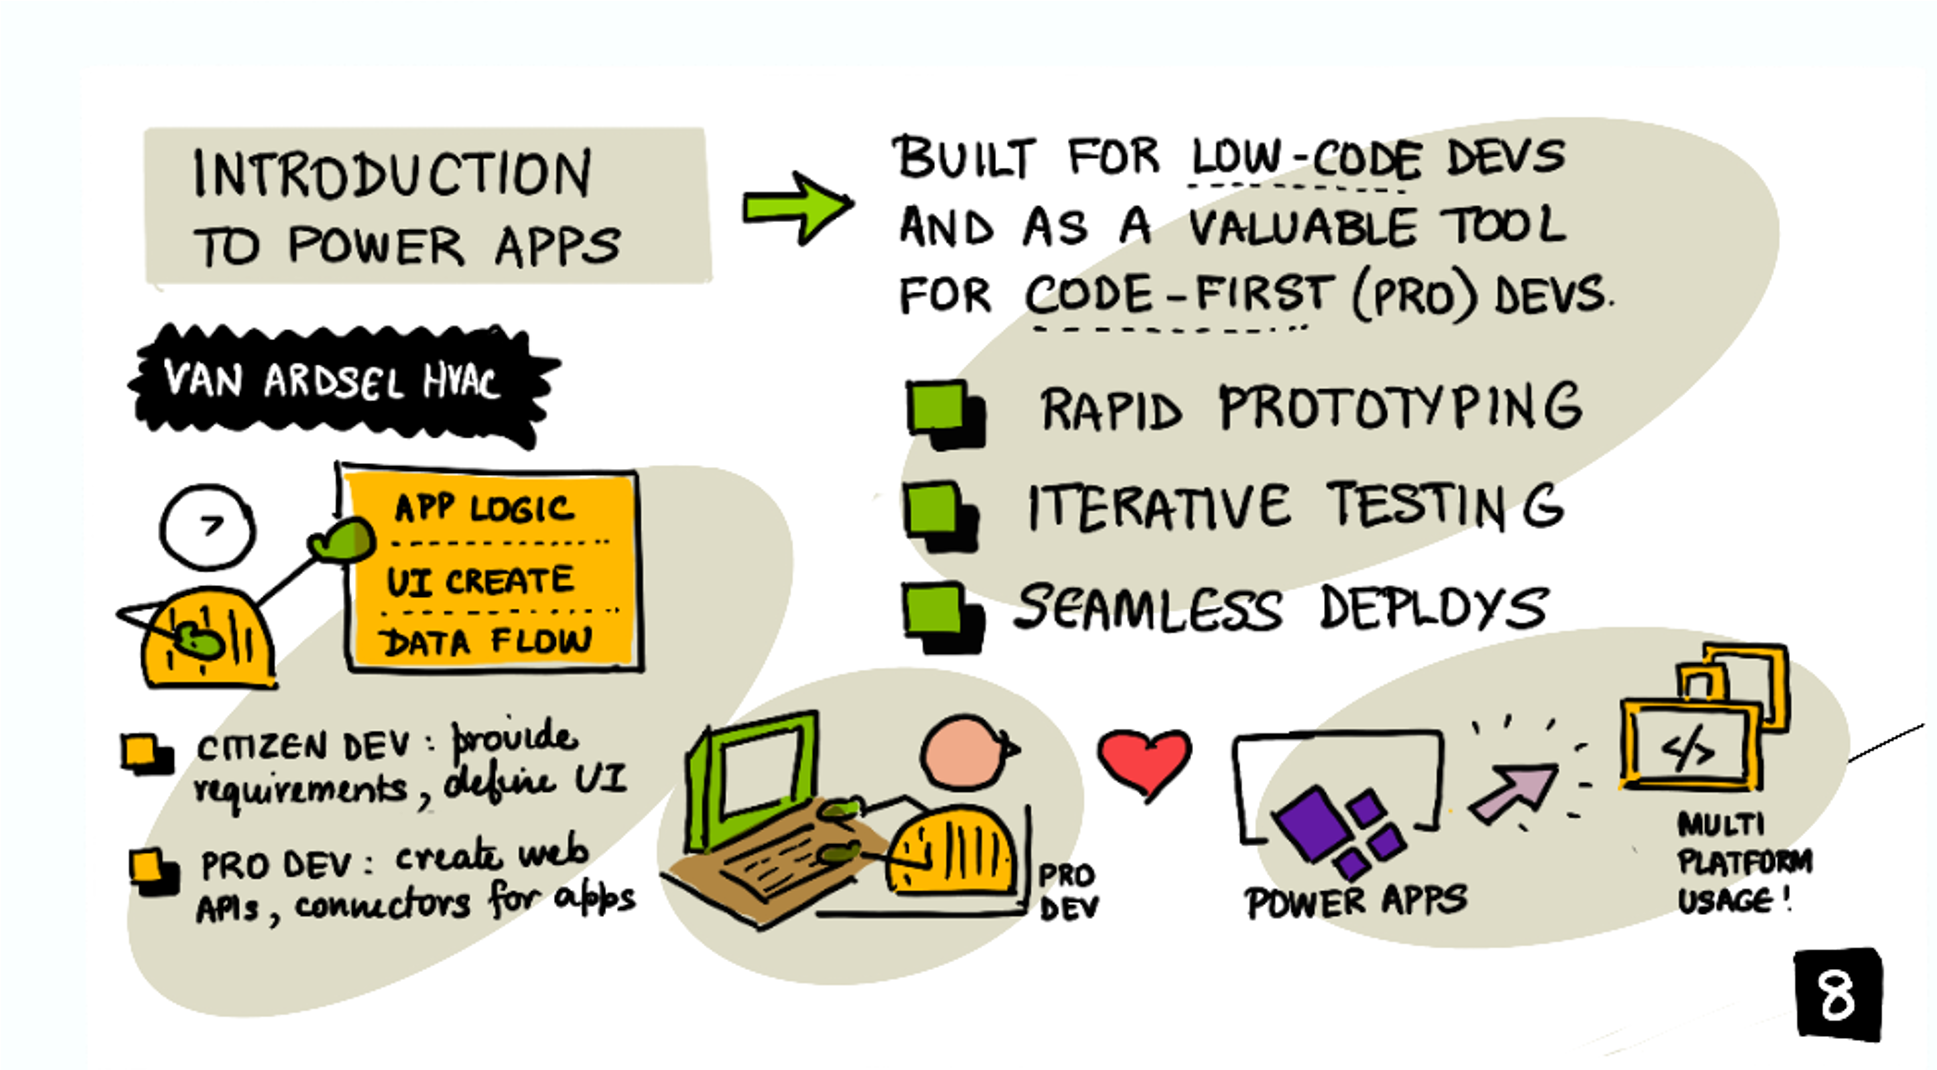 INTRODUCTION
TO POWER APPS
BUILT FOR LOW-CODE DEVS
AND AS A VALUABLE TOOL
FOR CODE-FIRST (PRO) DEVS.
RAPID PROTOTYPING
ITERATIVE TESTING
SEAMLESS DEPLOYS
VAN ARDSEL HVAC
APP LOGIC
UI CREATE
DATA FLOW
CITIZEN DEV: provide
requirements, define UI
PRO DEV: create web
APIs, connectors for apps
PRO
DEV
POWER APPS
</>
MULTI
PLATFORM
USAGE!
8